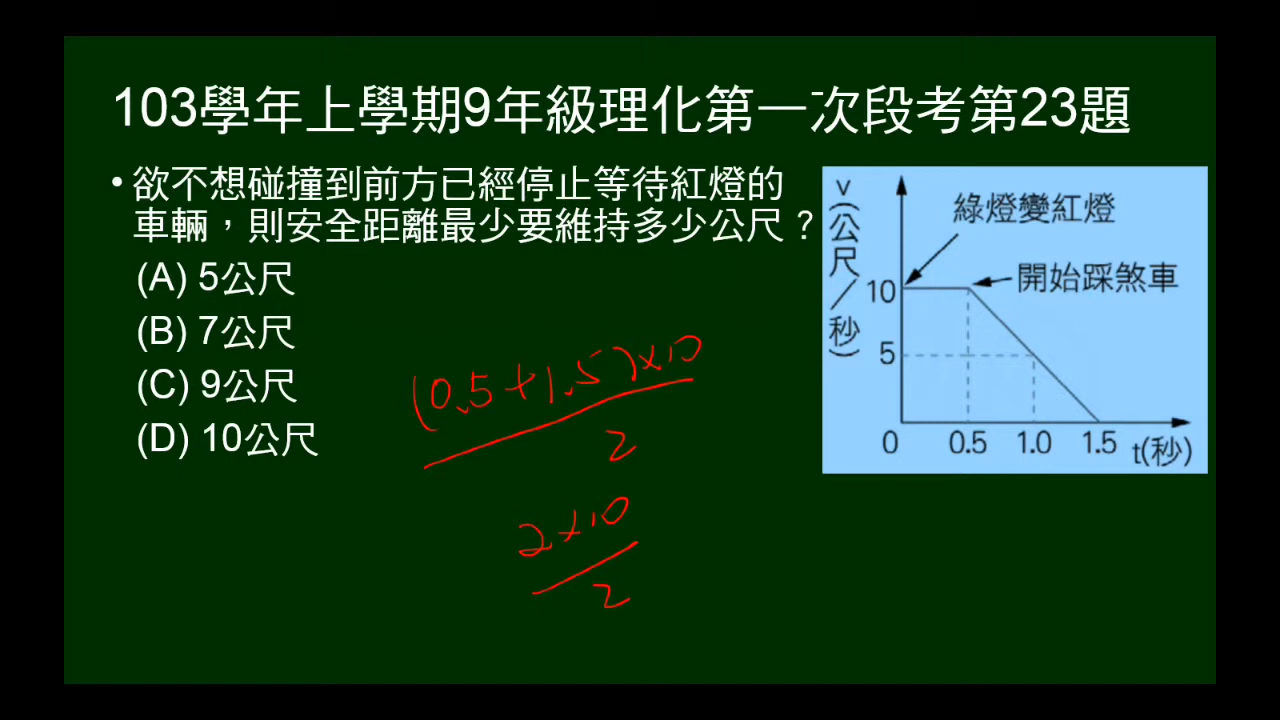 103學年上學期9年級理化第一次段考第23題
•欲不想碰撞到前方已經停止等待紅燈的
車輛，則安全距離最少要維持多少公尺？
(A) 5公尺
(B) 7公尺
(C) 9公尺
(D) 10公尺
(0.5+1.5)×10
2
2×10
2
v(公尺/秒)
綠燈變紅燈
開始踩煞車
10
5
0 0.5 1.0 1.5 t(秒)